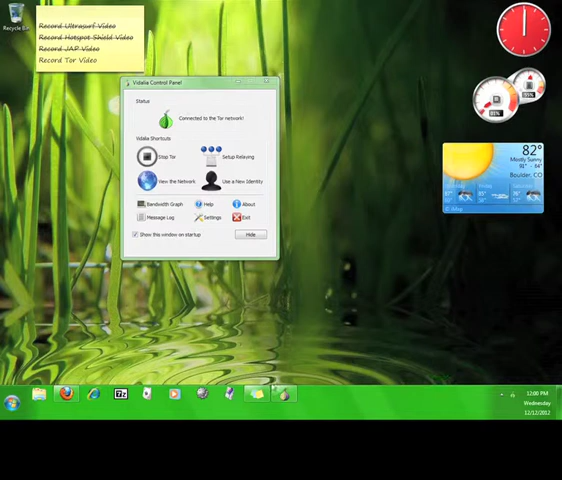 Recycle Bin
Record Ultrasurf Video
Record Hotspot Shield Video
Record JAP Video
Record Tor Video
Vidalia Control Panel
Status
Connected to the Tor network!
Vidalia Shortcuts
Stop Tor
Setup Relaying
View the Network
Use a New Identity
Bandwidth Graph
Help
About
Message Log
Settings
Exit
Show this window on startup
Hide
82°
Mostly Sunny
91° - 64°
Boulder, CO
7z
12:00 PM
Wednesday
12/12/2012